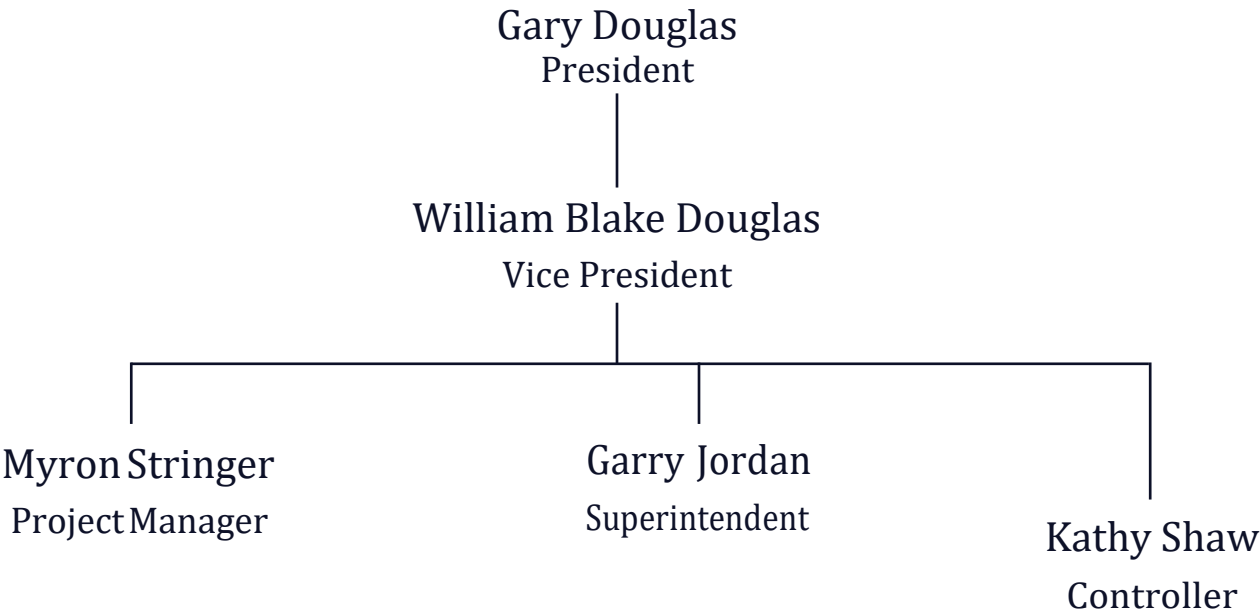 Gary Douglas
President
William Blake Douglas
Vice President
Myron Stringer
Project Manager
Garry Jordan
Superintendent
Kathy Shaw
Controller